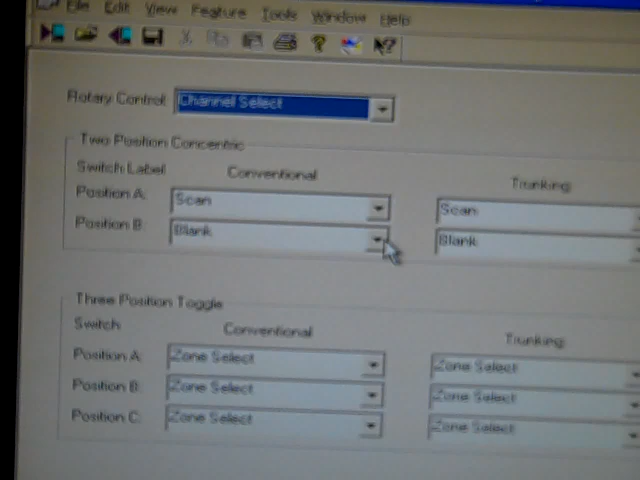 File Edit View Feature Tools Window Help
Rotary Control: Channel Select
Two Position Concentric
Switch Label Conventional Trunking
Position A: Scan Scan
Position B: Blank Blank
Three Position Toggle
Switch Conventional Trunking
Position A: Zone Select Zone Select
Position B: Zone Select Zone Select
Position C: Zone Select Zone Select